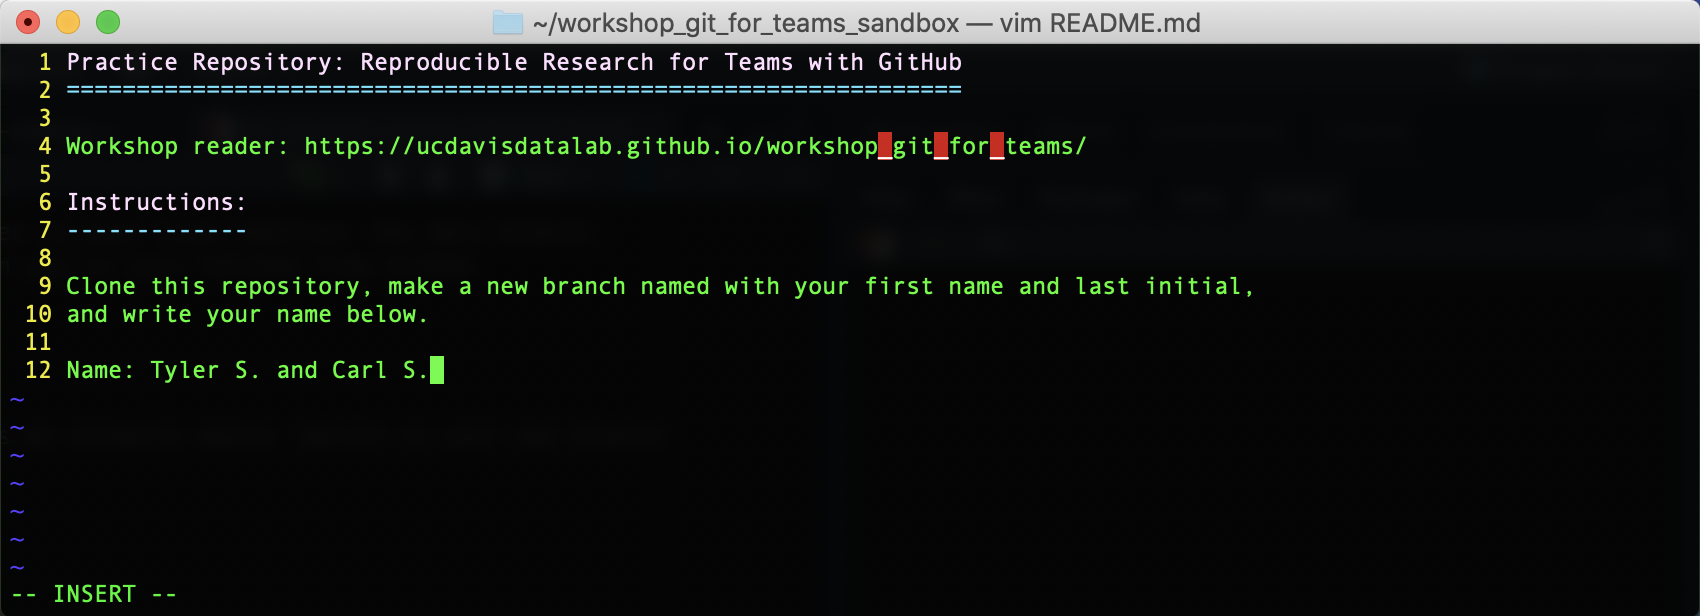 ~/workshop_git_for_teams_sandbox — vim README.md
1 Practice Repository: Reproducible Research for Teams with GitHub
2 ================================================================
3
4 Workshop reader: https://ucdavisdatalab.github.io/workshop_git_for_teams/
5
6 Instructions:
7 -------------
8
9 Clone this repository, make a new branch named with your first name and last initial,
10 and write your name below.
11
12 Name: Tyler S. and Carl S.
~
~
~
~
~
~
~
-- INSERT --